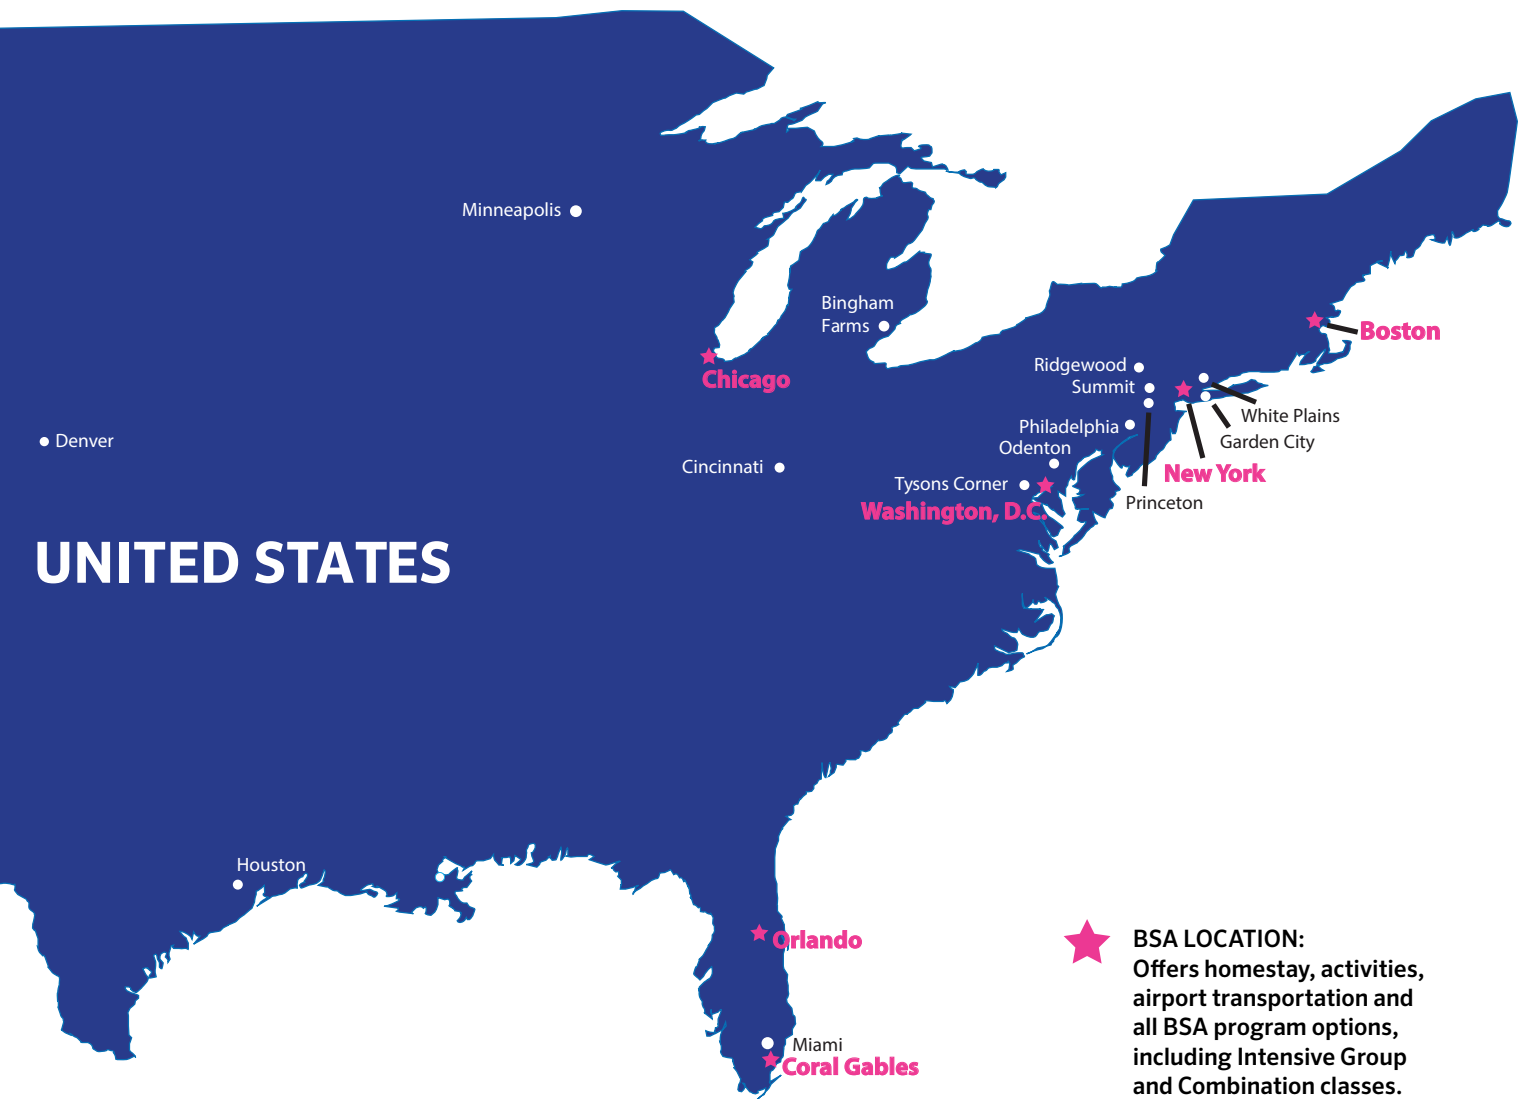 Minneapolis
Bingham
Farms
Boston
Chicago
Ridgewood
Summit
White Plains
Philadelphia
Garden City
Denver
Odenton
Cincinnati
New York
Tysons Corner
Princeton
Washington, D.C.
UNITED STATES
Houston
Orlando
Miami
Coral Gables
BSA LOCATION:
Offers homestay, activities,
airport transportation and
all BSA program options,
including Intensive Group
and Combination classes.